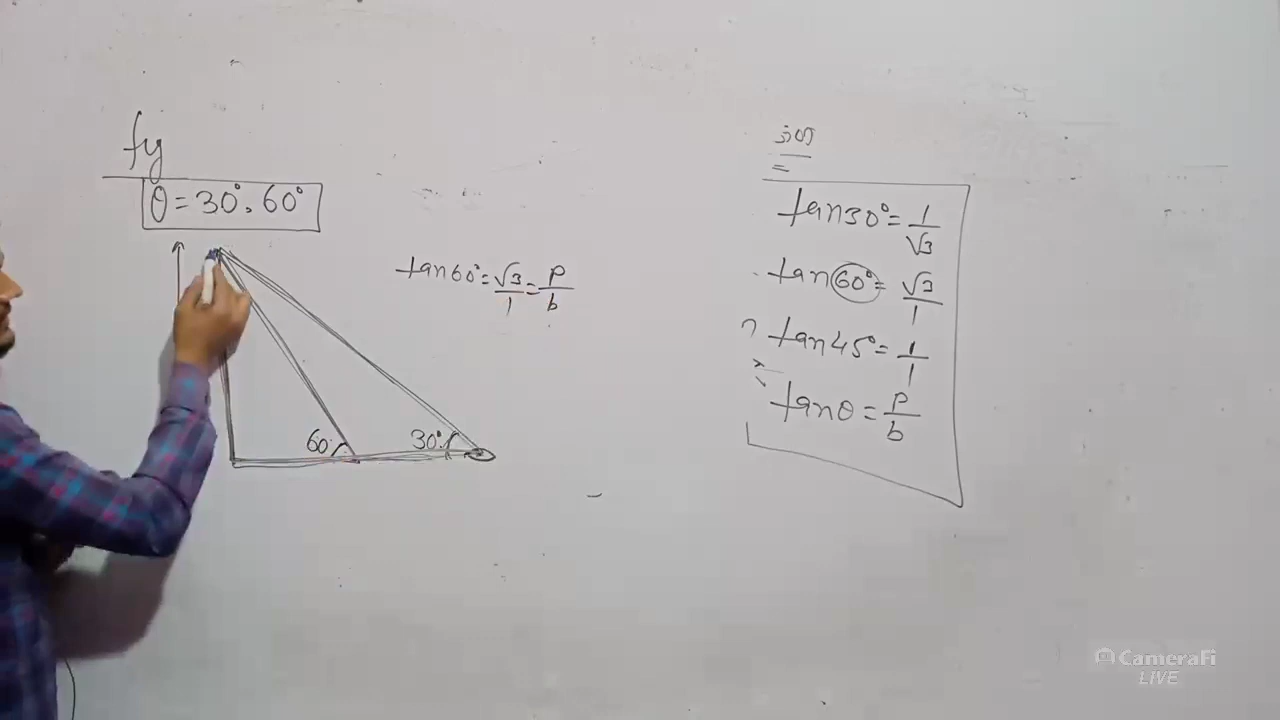 θ = 30°, 60°
tan60° = √3/1 = P/b
60°
30°
tan30° = 1/√3
tan60° = √3/1
tan45° = 1/1
tanθ = P/b
CameraFi
LIVE